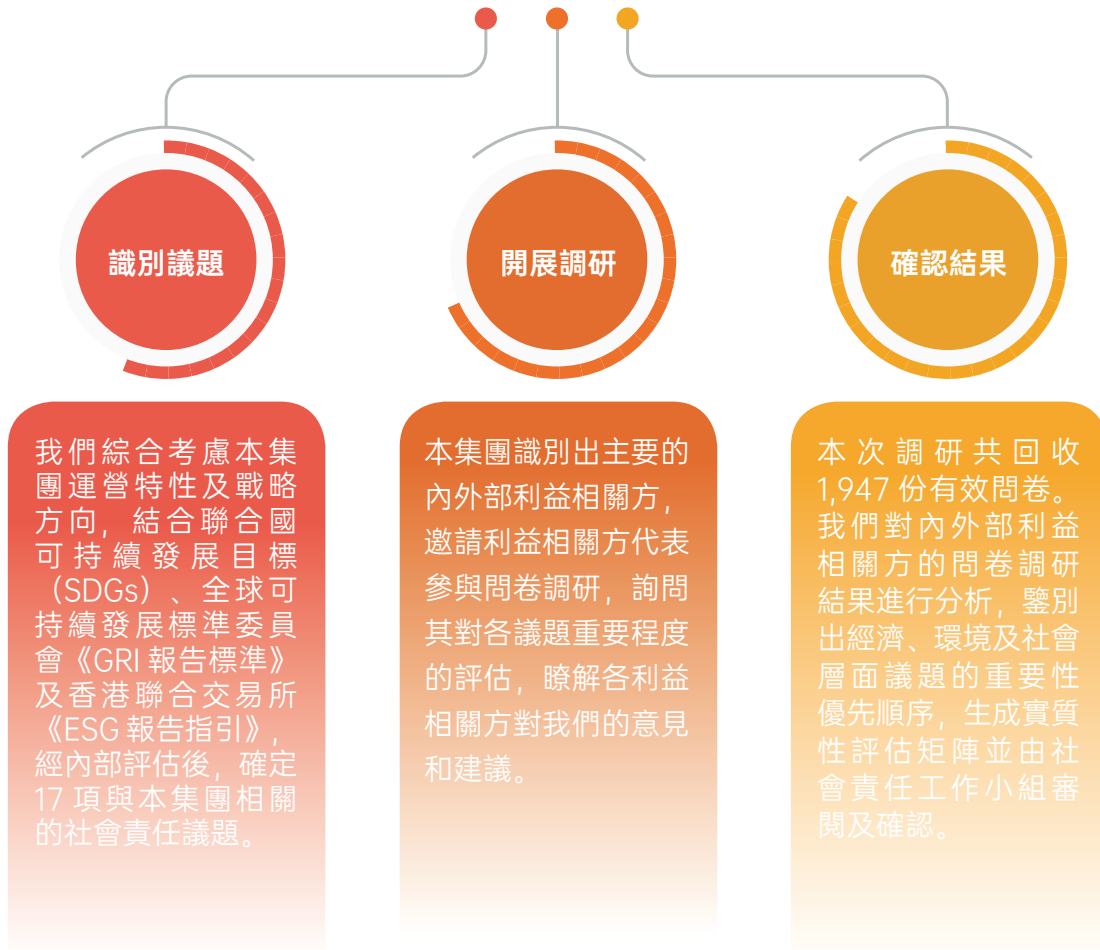 識別議題
我們綜合考慮本集
團運營特性及戰略
方向，結合聯合國
可持續發展目標
（SDGs）、全球可
持續發展標準委員
會《GRI 報告標準》
及香港聯合交易所
《ESG 報告指引》，
經內部評估後，確定
17 項與本集團相關
的社會責任議題。
開展調研
本集團識別出主要的
內外部利益相關方，
邀請利益相關方代表
參與問卷調研，詢問
其對各議題重要程度
的評估，瞭解各利益
相關方對我們的意見
和建議。
確認結果
本次調研共回收
1,947 份有效問卷。
我們對內外部利益
相關方的問卷調研
結果進行分析，鑒別
出經濟、環境及社會
層面議題的重要性
優先順序，生成實質
性評估矩陣並由社
會責任工作小組審
閱及確認。